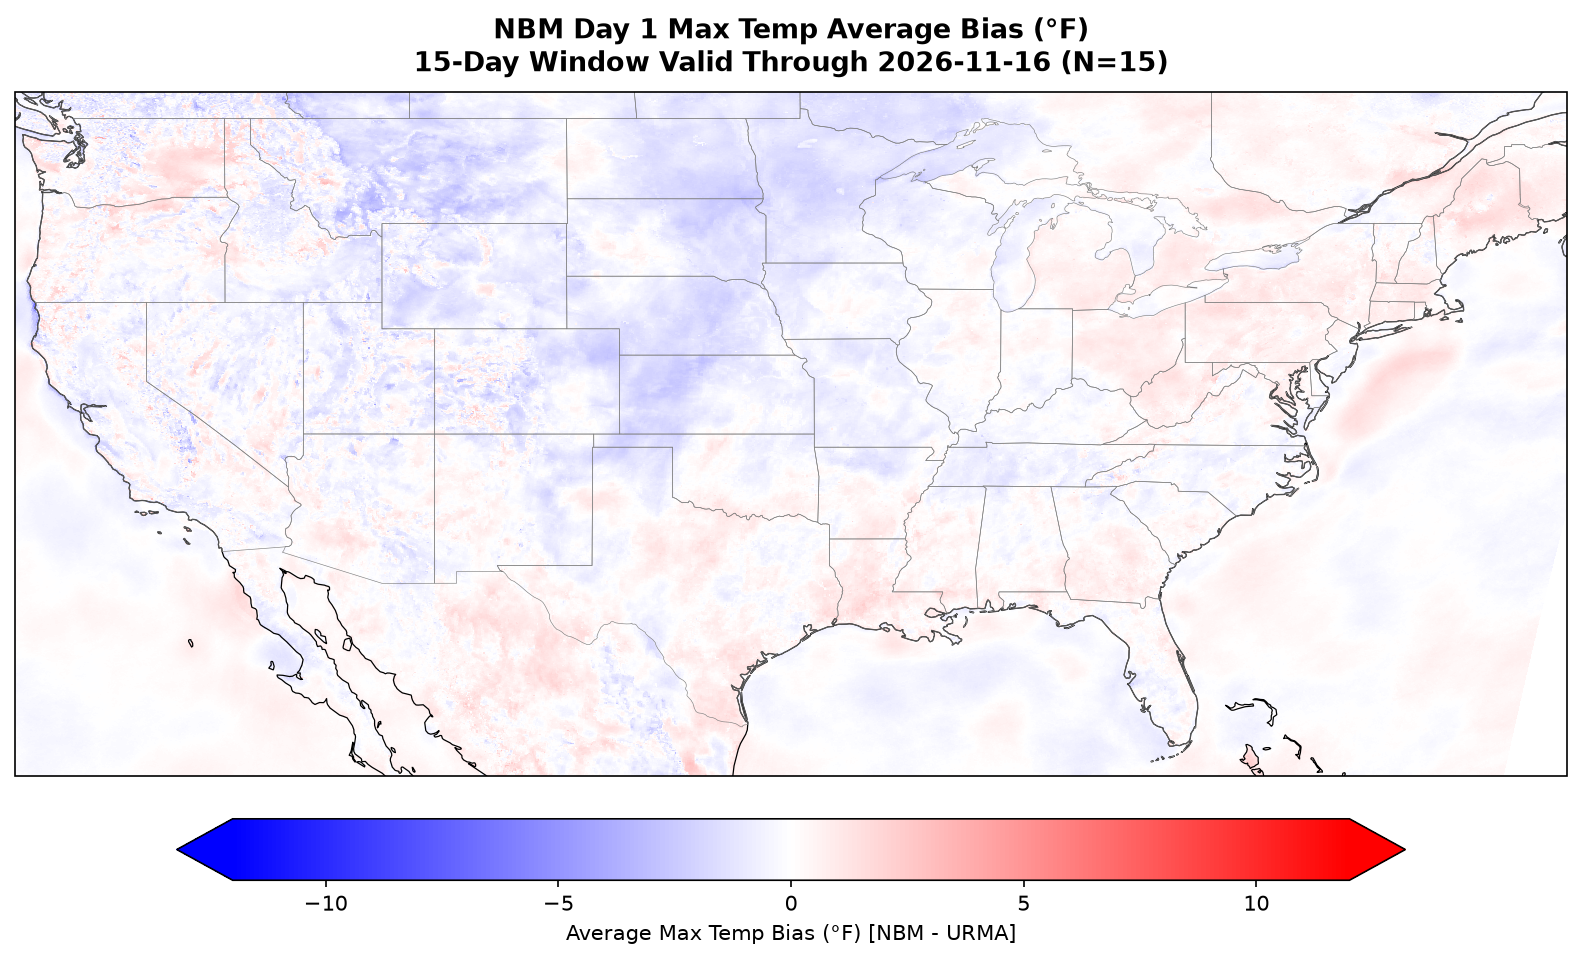 NBM Day 1 Max Temp Average Bias (°F)
15-Day Window Valid Through 2026-11-16 (N=15)
−10 −5 0 5 10
Average Max Temp Bias (°F) [NBM - URMA]